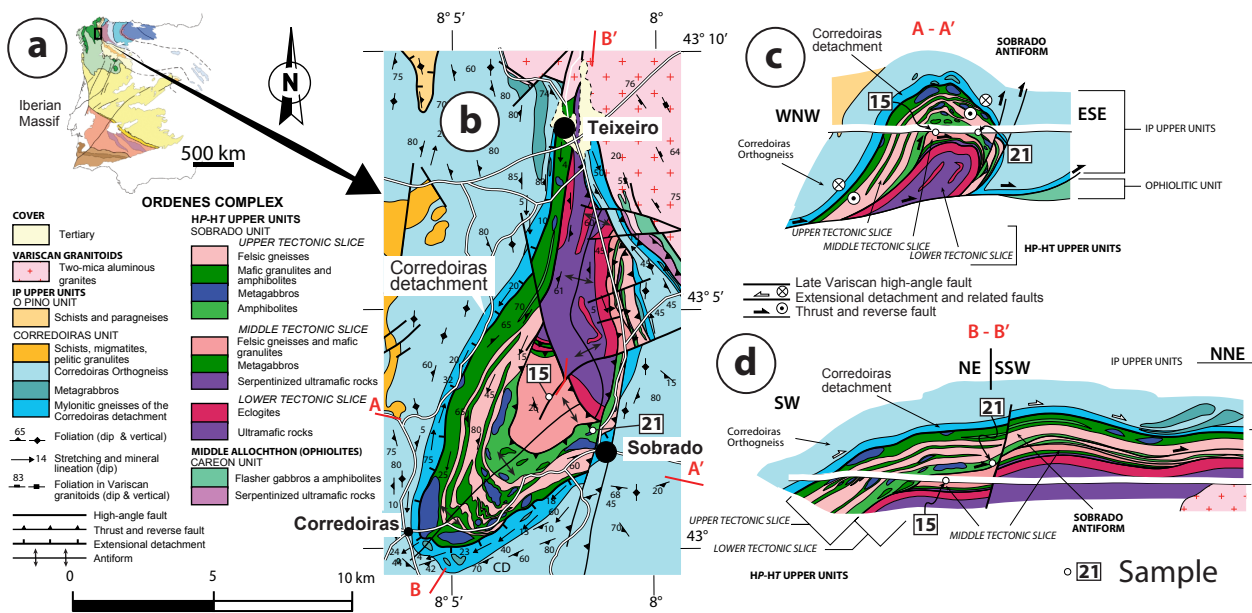 a
Iberian
Massif
500 km
N
ORDENES COMPLEX
COVER
Tertiary
VARISCAN GRANITOIDS
Two-mica aluminous
granites
IP UPPER UNITS
O PINO UNIT
Schists and paragneises
CORREDOIRAS UNIT
Schists, migmatites,
pelitic granulites
Corredoiras Orthogneiss
Metagrabbros
Mylonitic gneisses of the
Corredoiras detachment
65
Foliation (dip & vertical)
14 Stretching and mineral
lineation (dip)
83
Foliation in Variscan
granitoids (dip & vertical)
High-angle fault
Thrust and reverse fault
Extensional detachment
Antiform
0 5 10 km
HP-HT UPPER UNITS
SOBRADO UNIT
UPPER TECTONIC SLICE
Felsic gneisses
Mafic granulites and
amphibolites
Metagabbros
Amphibolites
MIDDLE TECTONIC SLICE
Felsic gneisses and mafic
granulites
Metagabbros
Serpentinized ultramafic rocks
LOWER TECTONIC SLICE
Eclogites
Ultramafic rocks
MIDDLE ALLOCHTHON (OPHIOLITES)
CAREON UNIT
Flasher gabbros a amphibolites
Serpentinized ultramafic rocks
8° 5’
8°
B’
43° 10’
b
Teixeiro
Corredoiras
detachment
43° 5’
15
A
21
Sobrado
A’
Corredoiras
43°
B
CD
8° 5’
8°
c
A - A’
Corredoiras
detachment
SOBRADO
ANTIFORM
15
WNW
ESE
21
IP UPPER UNITS
Corredoiras
Orthogneiss
OPHIOLITIC UNIT
UPPER TECTONIC SLICE
MIDDLE TECTONIC SLICE
LOWER TECTONIC SLICE
HP-HT UPPER UNITS
Late Variscan high-angle fault
Extensional detachment and related faults
Thrust and reverse fault
B - B’
d
NE SSW
IP UPPER UNITS
NNE
Corredoiras
detachment
SW
21
Corredoiras
Orthogneiss
15
SOBRADO
ANTIFORM
UPPER TECTONIC SLICE
LOWER TECTONIC SLICE
MIDDLE TECTONIC SLICE
HP-HT UPPER UNITS
21 Sample